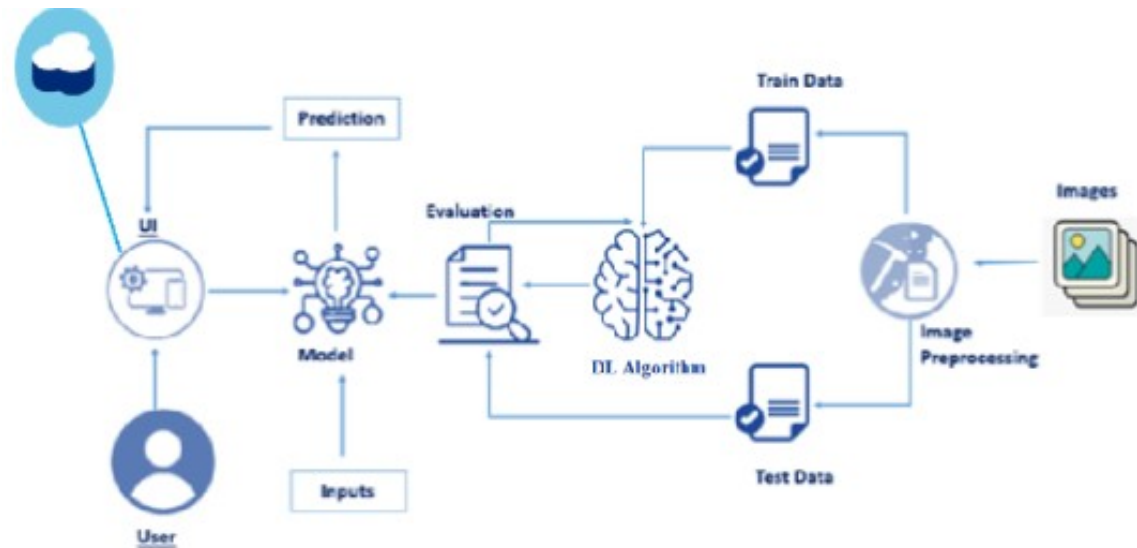 Train Data
Prediction
Images
Evaluation
UI
Image
Preprocessing
Model
DL Algorithm
Test Data
Inputs
User